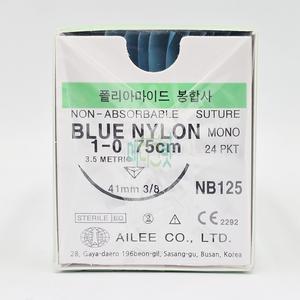 폴리아마이드 봉합사
NON-ABSORBABLE SUTURE
BLUE NYLON MONO
1-0 75cm 24 PKT
3.5 METRIC
41mm 3/8 NB125
STERILE EO 2292
AILEE CO., LTD.
28, Gaya-daero 196beon-gil, Sasang-gu, Busan, Korea